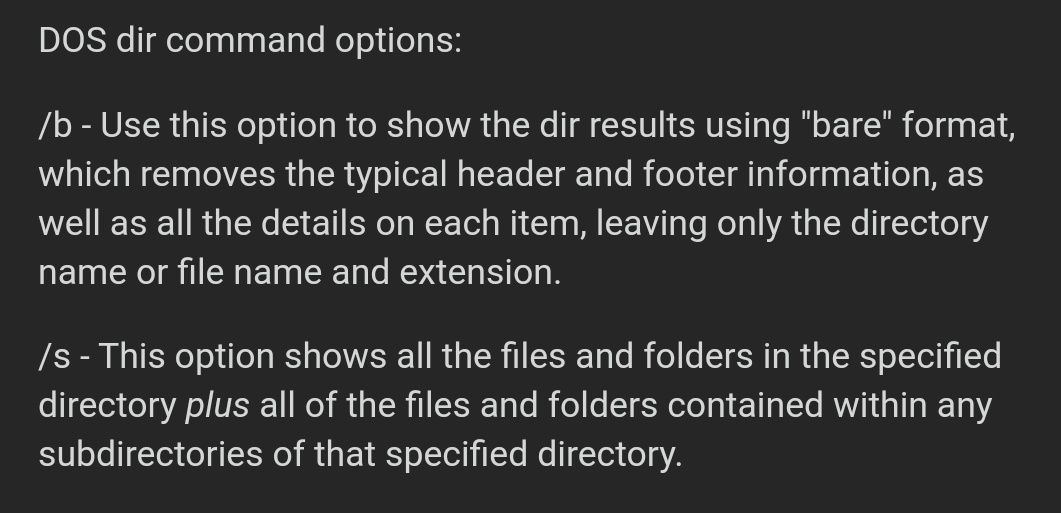 DOS dir command options:
/b - Use this option to show the dir results using "bare" format,
which removes the typical header and footer information, as
well as all the details on each item, leaving only the directory
name or file name and extension.
/s - This option shows all the files and folders in the specified
directory plus all of the files and folders contained within any
subdirectories of that specified directory.